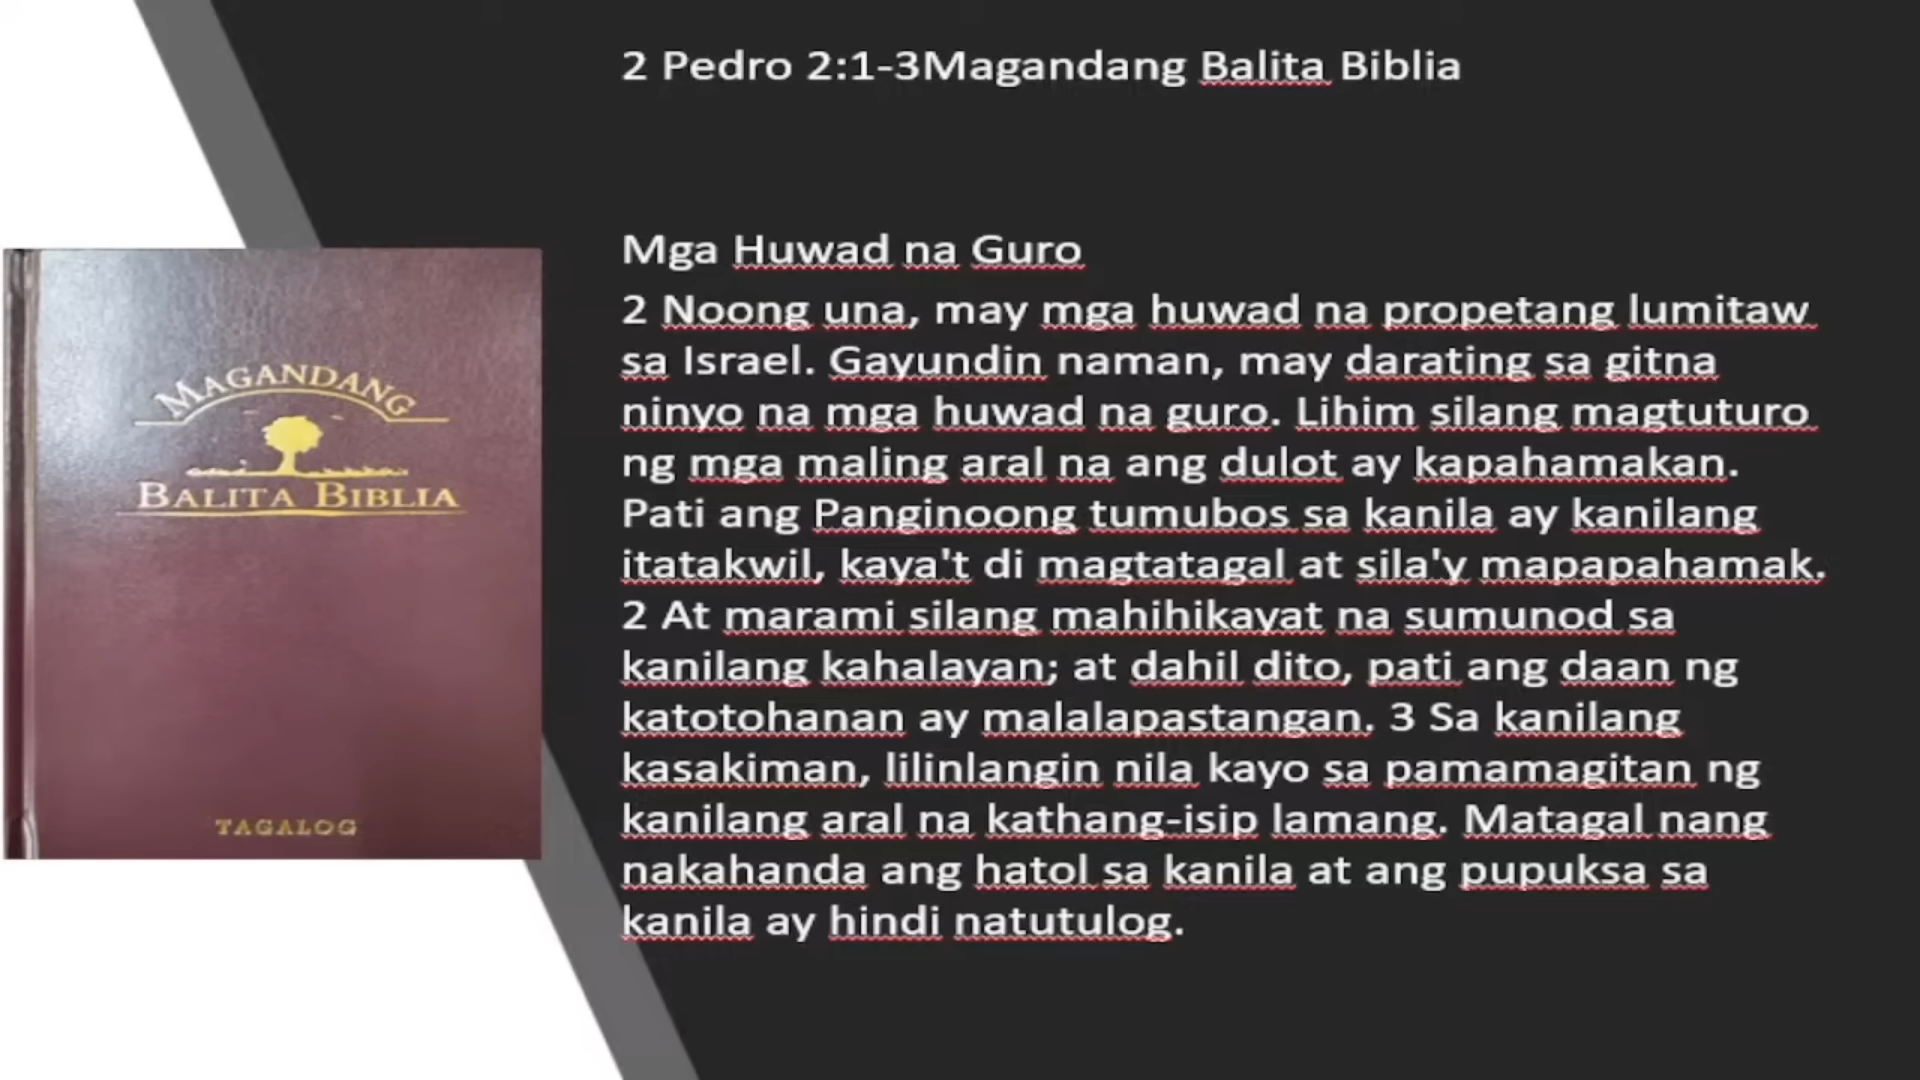 2 Pedro 2:1-3Magandang Balita Biblia
Mga Huwad na Guro
2 Noong una, may mga huwad na propetang lumitaw
sa Israel. Gayundin naman, may darating sa gitna
ninyo na mga huwad na guro. Lihim silang magtuturo
ng mga maling aral na ang dulot ay kapahamakan.
Pati ang Panginoong tumubos sa kanila ay kanilang
itatakwil, kaya't di magtatagal at sila'y mapapahamak.
2 At marami silang mahihikayat na sumunod sa
kanilang kahalayan; at dahil dito, pati ang daan ng
katotohanan ay malalapastangan. 3 Sa kanilang
kasakiman, lilinlangin nila kayo sa pamamagitan ng
kanilang aral na kathang-isip lamang. Matagal nang
nakahanda ang hatol sa kanila at ang pupuksa sa
kanila ay hindi natutulog.
MAGANDANG
BALITA BIBLIA
TAGALOG